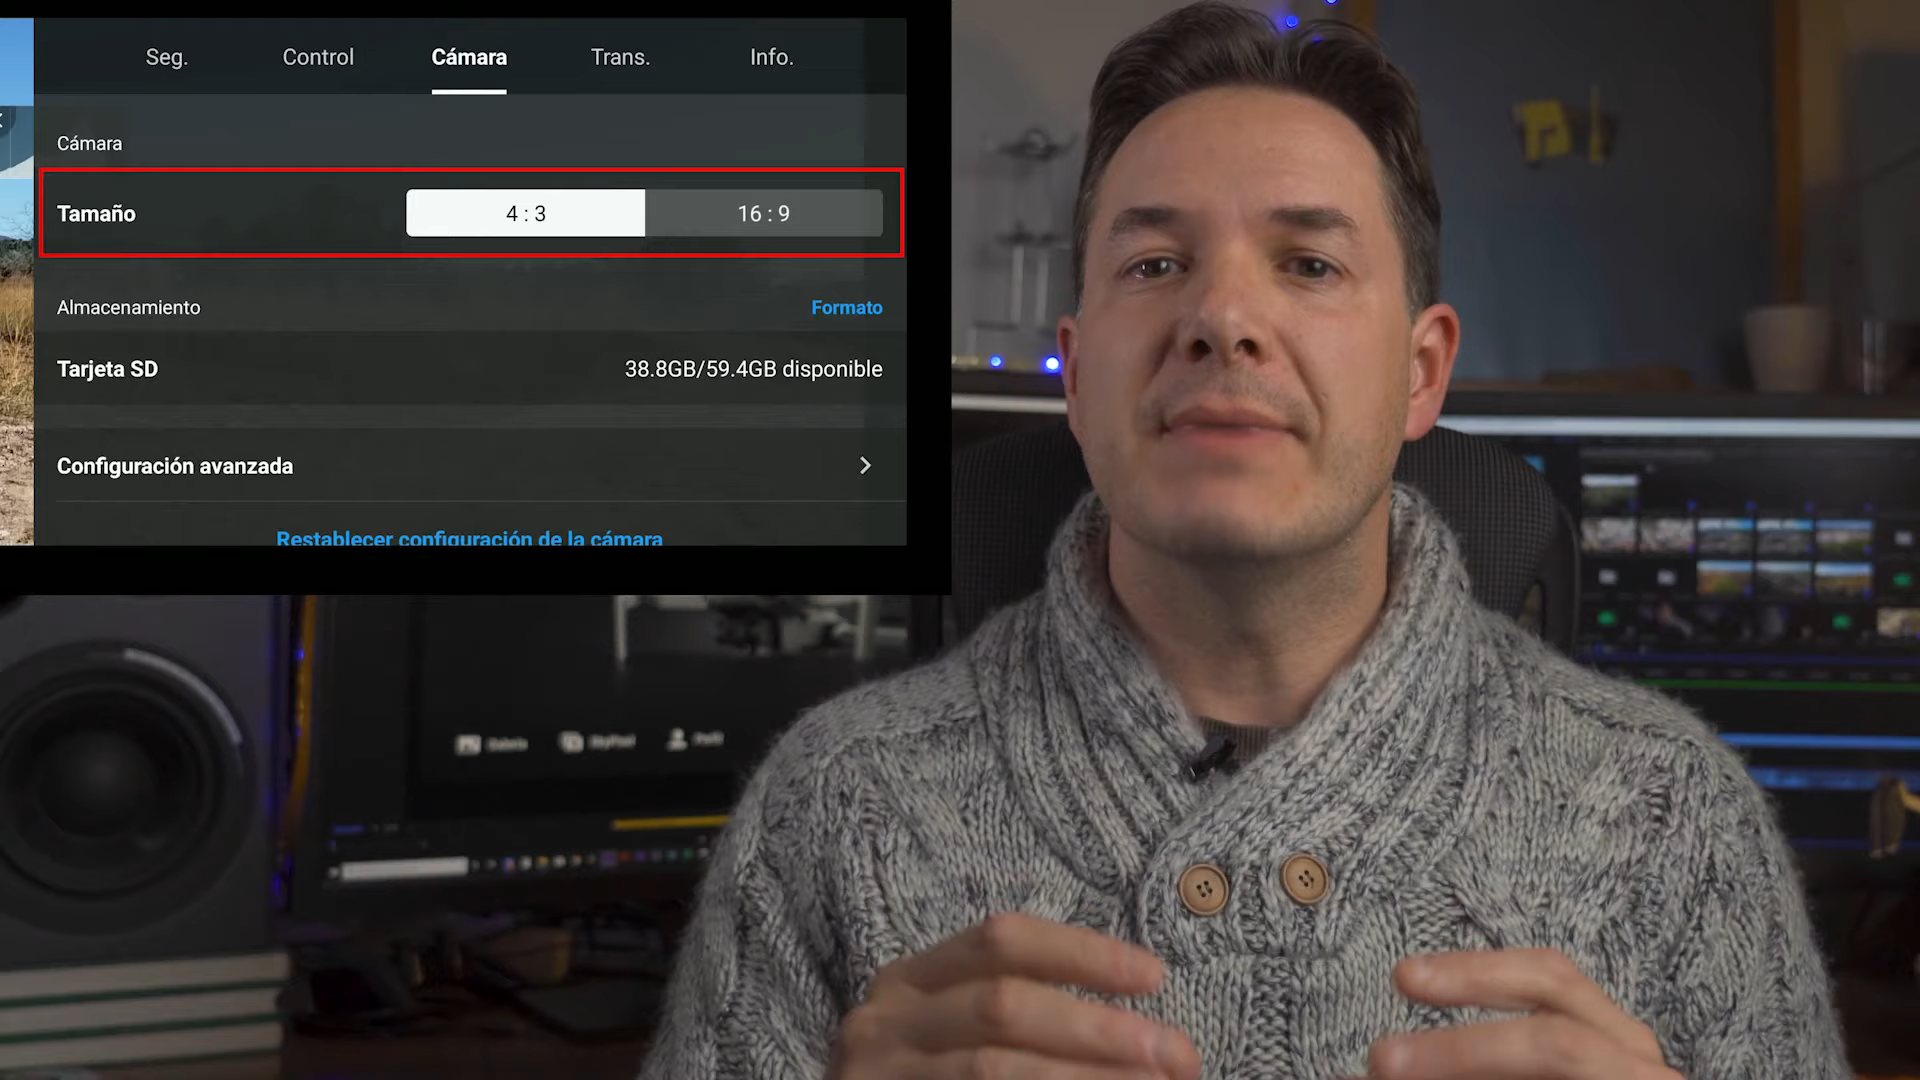 Seg. Control Cámara Trans. Info.
Cámara
Tamaño 4 : 3 16 : 9
Almacenamiento Formato
Tarjeta SD 38.8GB/59.4GB disponible
Configuración avanzada
Restablecer configuración de la cámara